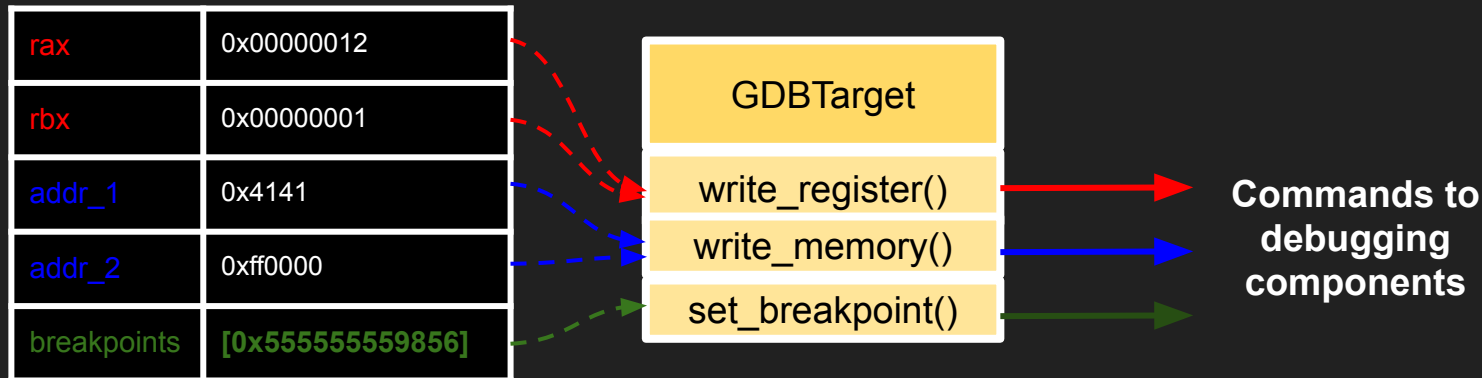 rax 0x00000012
rbx 0x00000001
addr_1 0x4141
addr_2 0xff0000
breakpoints [0x555555559856]
GDBTarget
write_register()
write_memory()
set_breakpoint()
Commands to
debugging
components